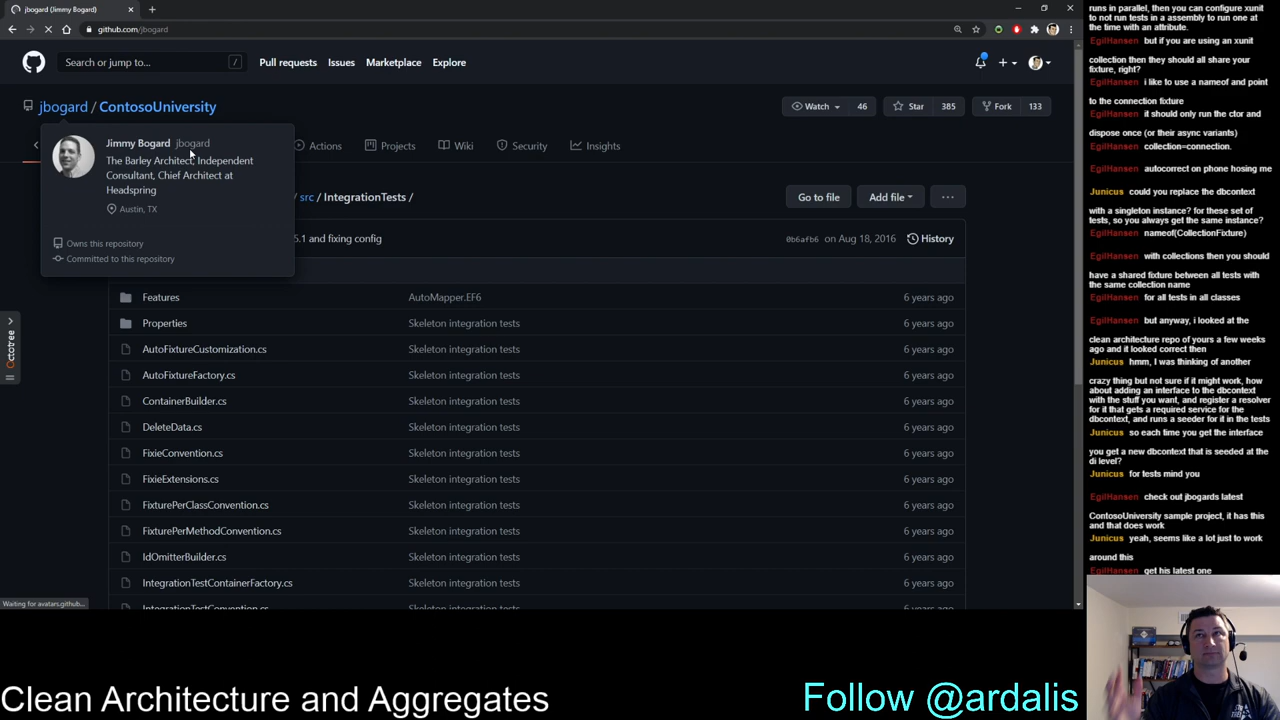 jbogard (Jimmy Bogard)
github.com/jbogard
Search or jump to...
/
Pull requests
Issues
Marketplace
Explore
jbogard / ContosoUniversity
Watch
46
Star
385
Fork
133
Jimmy Bogard jbogard
The Barley Architect, Independent
Consultant, Chief Architect at
Headspring
Austin, TX
Owns this repository
Committed to this repository
Actions
Projects
Wiki
Security
Insights
src / IntegrationTests /
Go to file
Add file
...
5.1 and fixing config
0b6afb6 on Aug 18, 2016
History
Features
AutoMapper.EF6
6 years ago
Properties
Skeleton integration tests
6 years ago
AutoFixtureCustomization.cs
Skeleton integration tests
6 years ago
AutoFixtureFactory.cs
Skeleton integration tests
6 years ago
ContainerBuilder.cs
Skeleton integration tests
6 years ago
DeleteData.cs
Skeleton integration tests
6 years ago
FixieConvention.cs
Skeleton integration tests
6 years ago
FixieExtensions.cs
Skeleton integration tests
6 years ago
FixturePerClassConvention.cs
Skeleton integration tests
6 years ago
FixturePerMethodConvention.cs
Skeleton integration tests
6 years ago
IdOmitterBuilder.cs
Skeleton integration tests
6 years ago
IntegrationTestContainerFactory.cs
Skeleton integration tests
6 years ago
IntegrationTestConvention.cs
Skeleton integration tests
6 years ago
Octotree
Waiting for avatars.github...
runs in parallel, then you can configure xunit
to not run tests in a assembly to run one at
the time with an attribute.
EgilHansen but if you are using an xunit
collection then they should all share your
fixture, right?
EgilHansen i like to use a nameof and point
to the connection fixture
EgilHansen it should only run the ctor and
dispose once (or their async variants)
EgilHansen collection=connection.
EgilHansen autocorrect on phone hosing me
Junicus could you replace the dbcontext
with a singleton instance? for these set of
tests, so you always get the same instance?
EgilHansen nameof(CollectionFixture)
EgilHansen with collections then you should
have a shared fixture between all tests with
the same collection name
EgilHansen for all tests in all classes
EgilHansen but anyway, i looked at the
clean architecture repo of yours a few weeks
ago and it looked correct then
Junicus hmm, I was thinking of another
crazy thing but not sure if it might work, how
about adding an interface to the dbcontext
with the stuff you want, and register a resolver
for it that gets a required service for the
dbcontext, and runs a seeder for it in the tests
Junicus so each time you get the interface
you get a new dbcontext that is seeded at the
di level?
Junicus for tests mind you
EgilHansen check out jbogards latest
ContosoUniversity sample project, it has this
and that does work
Junicus yeah, seems like a lot just to work
around this
EgilHansen get his latest one
Clean Architecture and Aggregates
Follow @ardalis